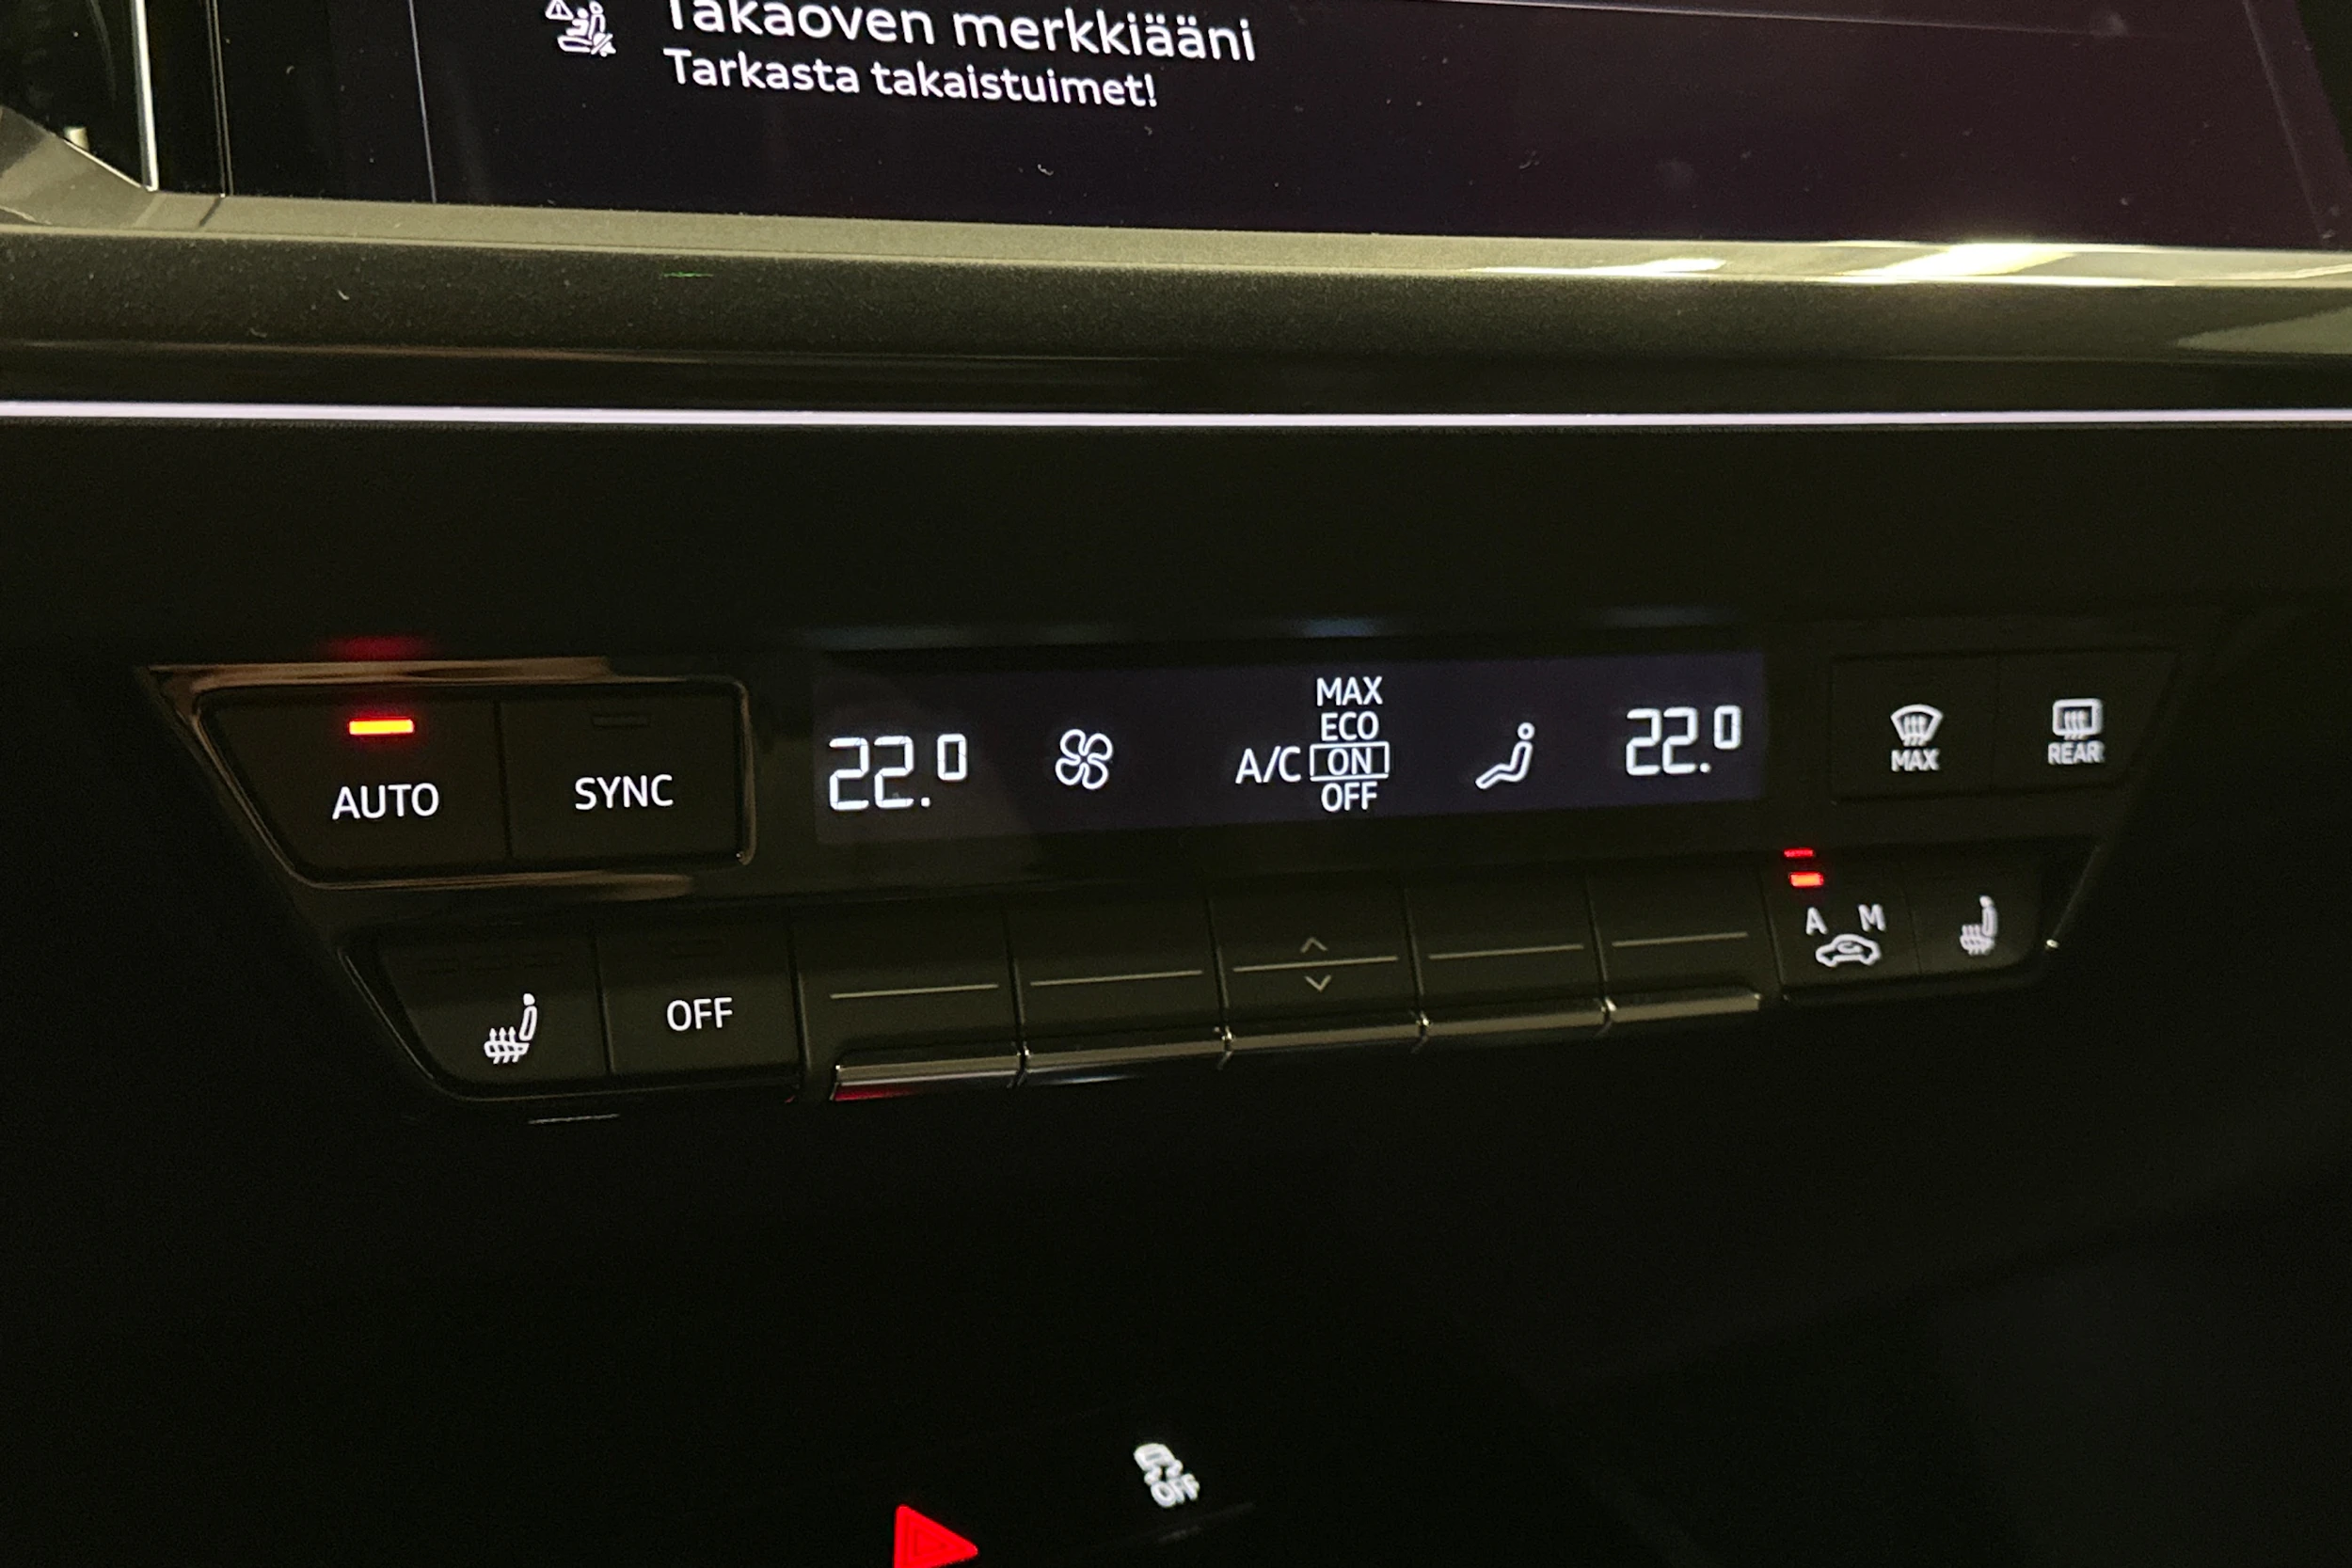 Takaoven merkkiääni
Tarkasta takaistuimet!
AUTO
SYNC
22.0
A/C
MAX
ECO
ON
OFF
22.0
MAX
REAR
OFF
A M
OFF